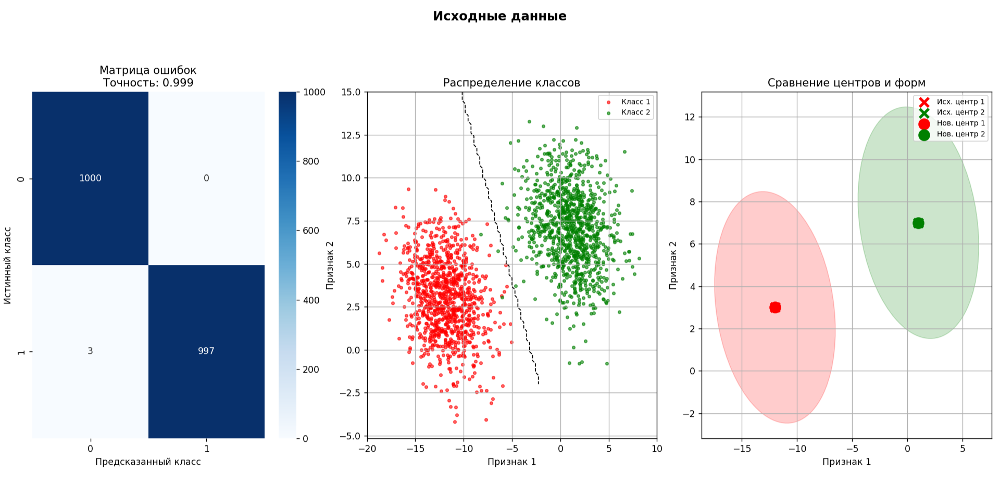 Исходные данные
Матрица ошибок
Точность: 0.999
1000
0
3
997
0
1
0
1
Истинный класс
Предсказанный класс
1000
800
600
400
200
0
Распределение классов
Класс 1
Класс 2
15.0
12.5
10.0
7.5
5.0
2.5
0.0
−2.5
−5.0
−20
−15
−10
−5
0
5
10
Признак 2
Признак 1
Сравнение центров и форм
Исх. центр 1
Исх. центр 2
Нов. центр 1
Нов. центр 2
12
10
8
6
4
2
0
−2
−15
−10
−5
0
5
Признак 2
Признак 1